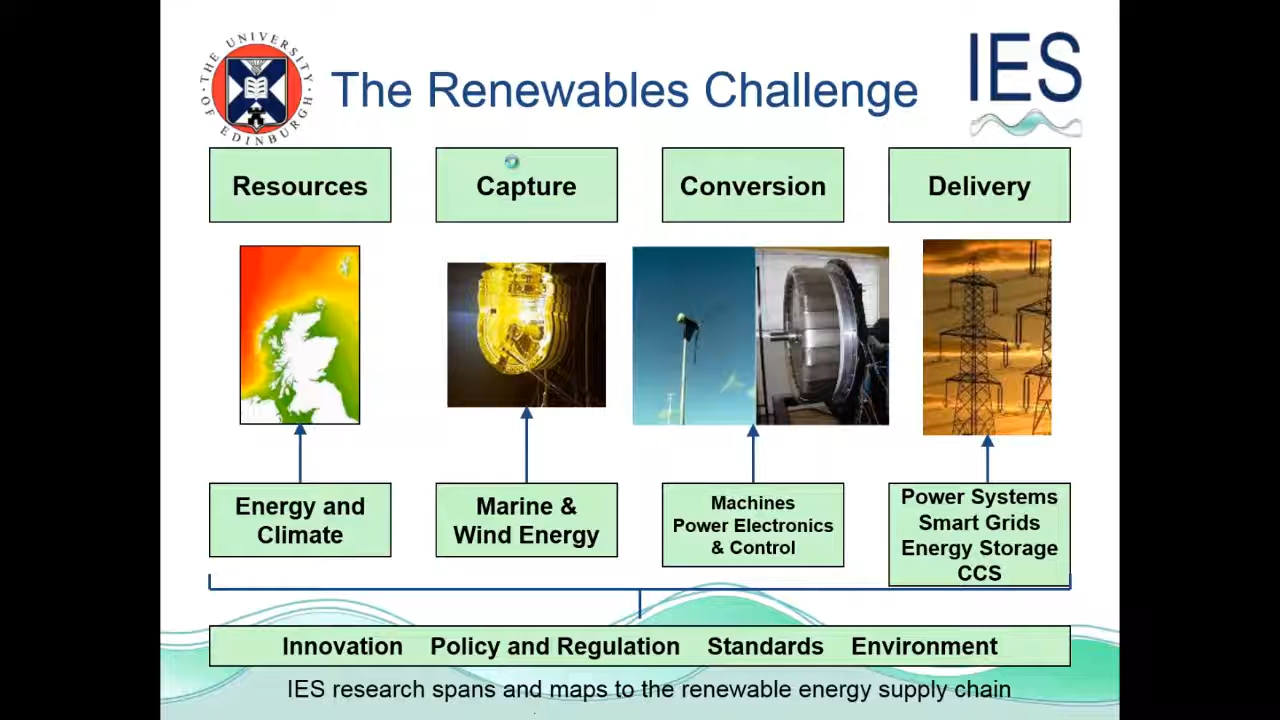 THE UNIVERSITY OF EDINBURGH
The Renewables Challenge
IES
Resources
Capture
Conversion
Delivery
Energy and
Climate
Marine &
Wind Energy
Machines
Power Electronics
& Control
Power Systems
Smart Grids
Energy Storage
CCS
Innovation Policy and Regulation Standards Environment
IES research spans and maps to the renewable energy supply chain